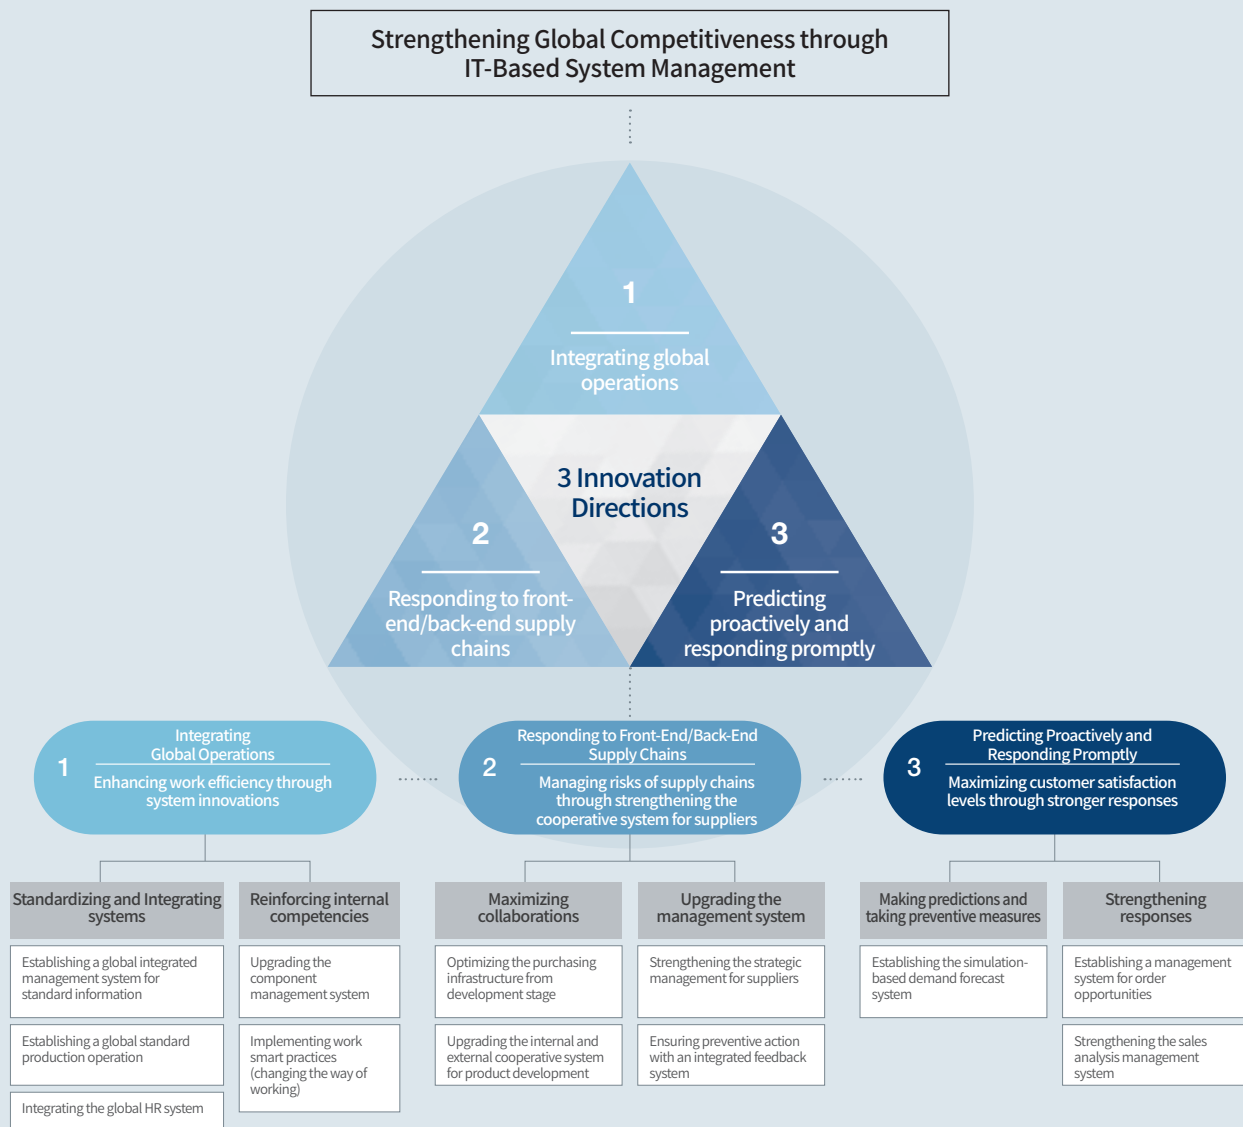 Strengthening Global Competitiveness through
IT-Based System Management
1
Integrating global
operations
3 Innovation
Directions
2
Responding to front-
end/back-end supply
chains
3
Predicting
proactively and
responding promptly
1
Integrating
Global Operations
Enhancing work efficiency through
system innovations
2
Responding to Front-End/Back-End
Supply Chains
Managing risks of supply chains
through strengthening the
cooperative system for suppliers
3
Predicting Proactively and
Responding Promptly
Maximizing customer satisfaction
levels through stronger responses
Standardizing and Integrating
systems
Establishing a global integrated
management system for
standard information
Establishing a global standard
production operation
Integrating the global HR system
Reinforcing internal
competencies
Upgrading the
component
management system
Implementing work
smart practices
(changing the way of
working)
Maximizing
collaborations
Optimizing the purchasing
infrastructure from
development stage
Upgrading the internal and
external cooperative system
for product development
Upgrading the
management system
Strengthening the strategic
management for suppliers
Ensuring preventive action
with an integrated feedback
system
Making predictions and
taking preventive measures
Establishing the simulation-
based demand forecast
system
Strengthening
responses
Establishing a management
system for order
opportunities
Strengthening the sales
analysis management
system